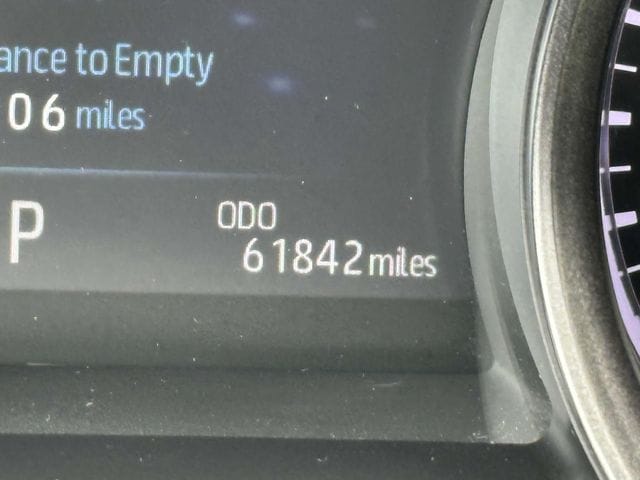 ance to Empty
06 miles
P
ODO
61842 miles